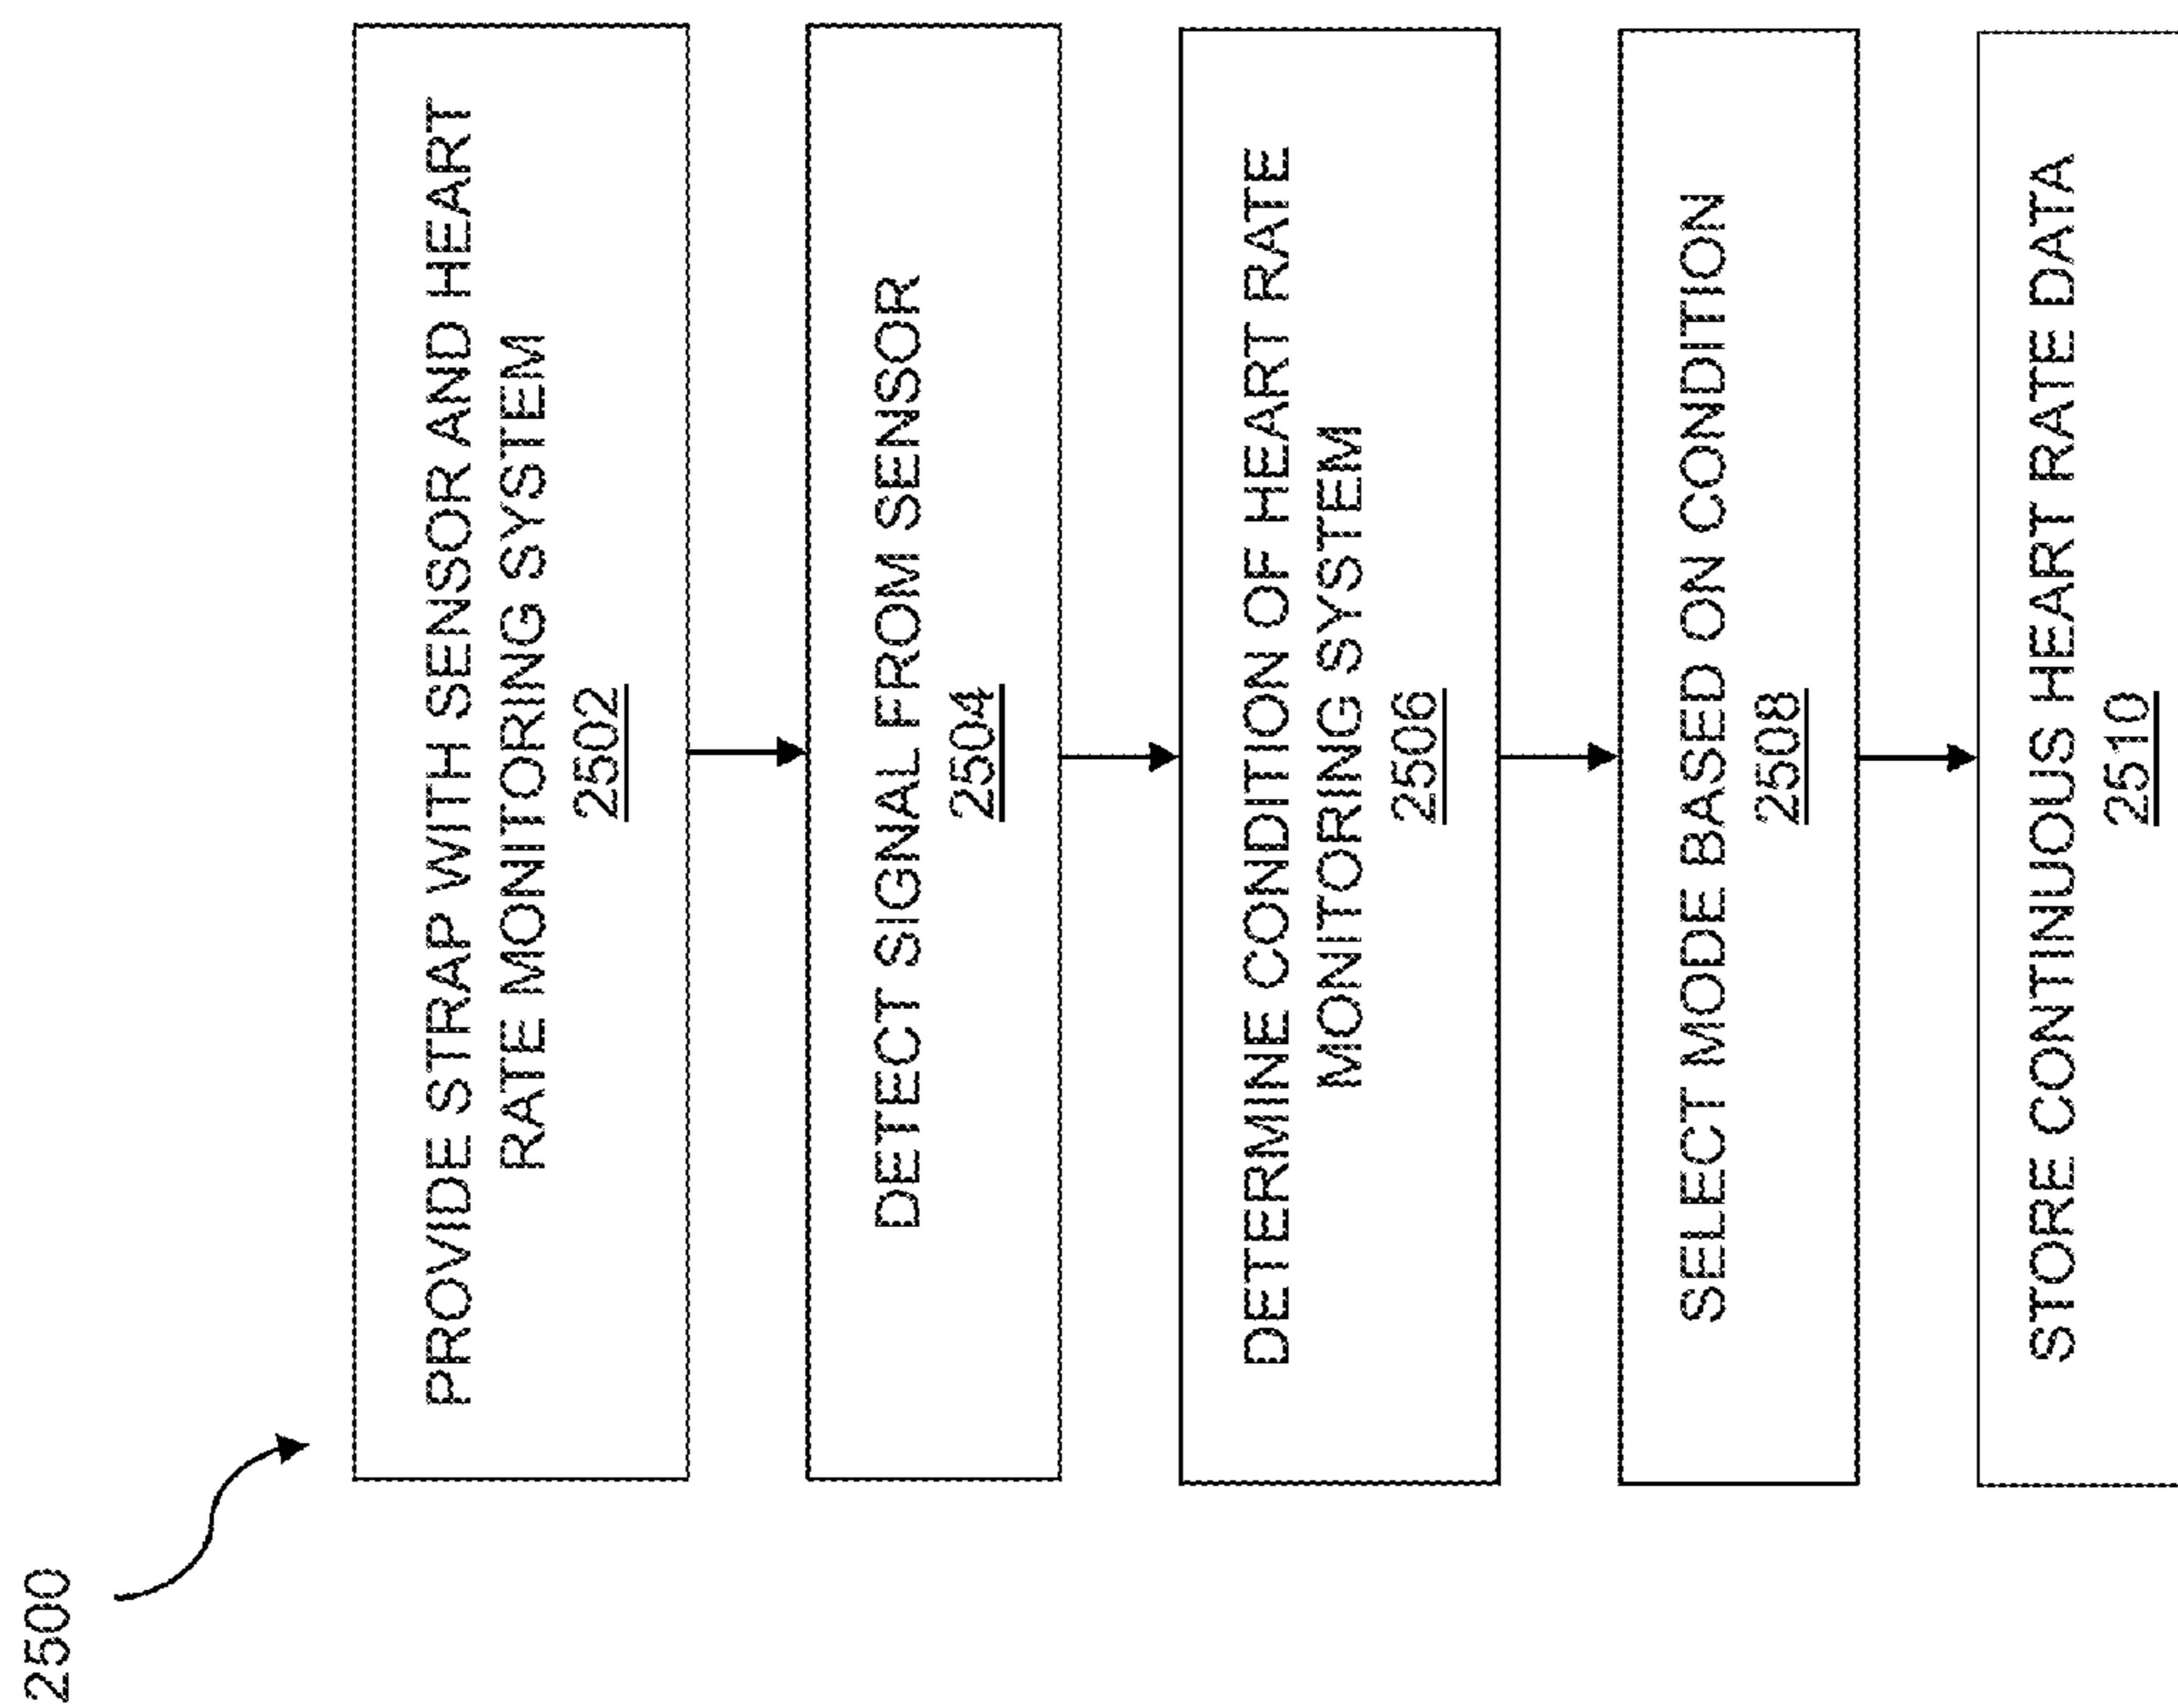 2500
PROVIDE STRAP WITH SENSOR AND HEART
RATE MONITORING SYSTEM
2502
DETECT SIGNAL FROM SENSOR
2504
DETERMINE CONDITION OF HEART RATE
MONITORING SYSTEM
2506
SELECT MODE BASED ON CONDITION
2508
STORE CONTINUOUS HEART RATE DATA
2510